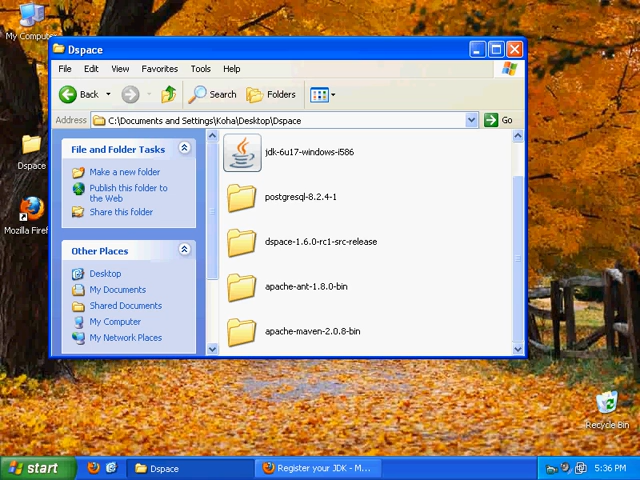 My Compu
Dspace
Mozilla Firef
Dspace
File Edit View Favorites Tools Help
Back Search Folders
Address C:\Documents and Settings\Koha\Desktop\Dspace Go
File and Folder Tasks
Make a new folder
Publish this folder to
the Web
Share this folder
Other Places
Desktop
My Documents
Shared Documents
My Computer
My Network Places
jdk-6u17-windows-i586
postgresql-8.2.4-1
dspace-1.6.0-rc1-src-release
apache-ant-1.8.0-bin
apache-maven-2.0.8-bin
Recycle Bin
start Dspace Register your JDK - M... 5:36 PM